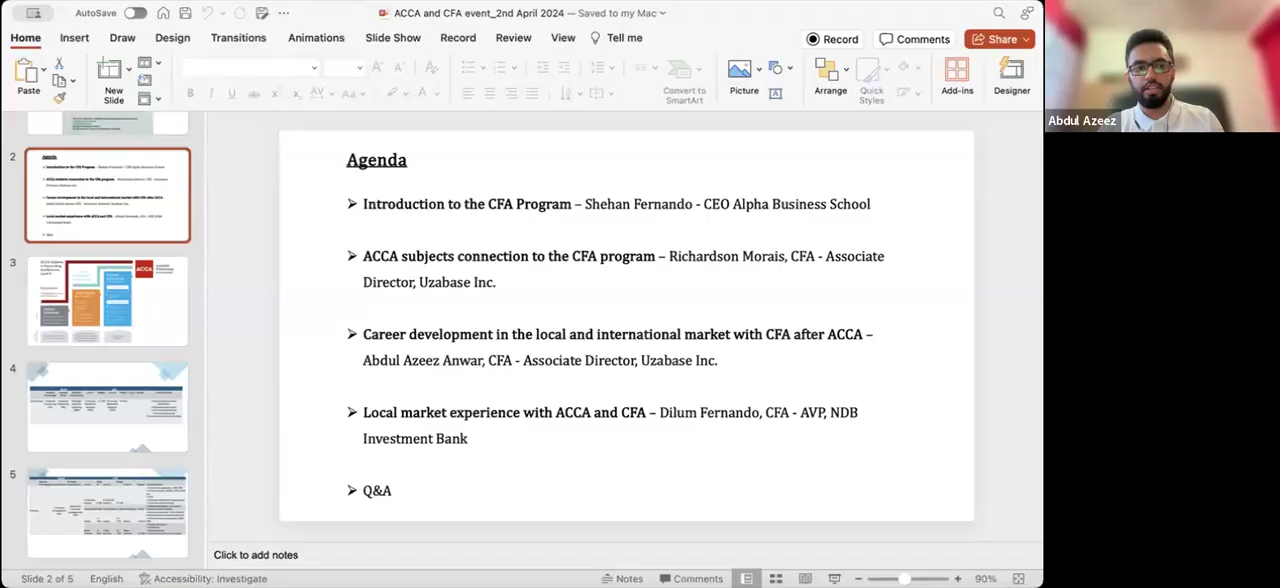 AutoSave
ACCA and CFA event_2nd April 2024 — Saved to my Mac
Home Insert Draw Design Transitions Animations Slide Show Record Review View Tell me
Record Comments Share
Paste
New
Slide
Convert to
SmartArt
Picture
Arrange
Quick
Styles
Add-ins
Designer
Abdul Azeez
2
Agenda
3
ACCA
4
5
Agenda
➢ Introduction to the CFA Program – Shehan Fernando - CEO Alpha Business School
➢ ACCA subjects connection to the CFA program – Richardson Morais, CFA - Associate
Director, Uzabase Inc.
➢ Career development in the local and international market with CFA after ACCA –
Abdul Azeez Anwar, CFA - Associate Director, Uzabase Inc.
➢ Local market experience with ACCA and CFA – Dilum Fernando, CFA - AVP, NDB
Investment Bank
➢ Q&A
Click to add notes
Slide 2 of 5 English Accessibility: Investigate Notes Comments 90%